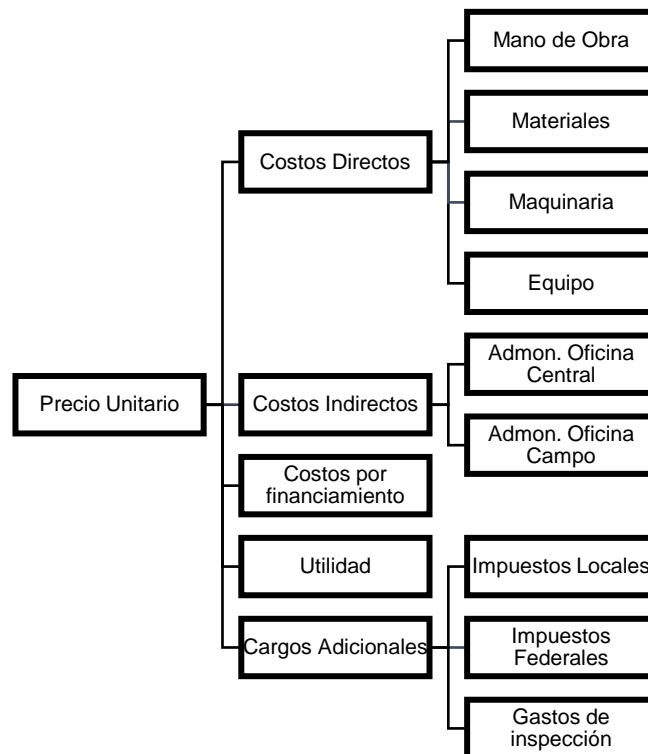 Mano de Obra
Materiales
Costos Directos
Maquinaria
Equipo
Admon. Oficina
Central
Precio Unitario
Costos Indirectos
Admon. Oficina
Campo
Costos por
financiamiento
Utilidad
Impuestos Locales
Cargos Adicionales
Impuestos
Federales
Gastos de
inspección